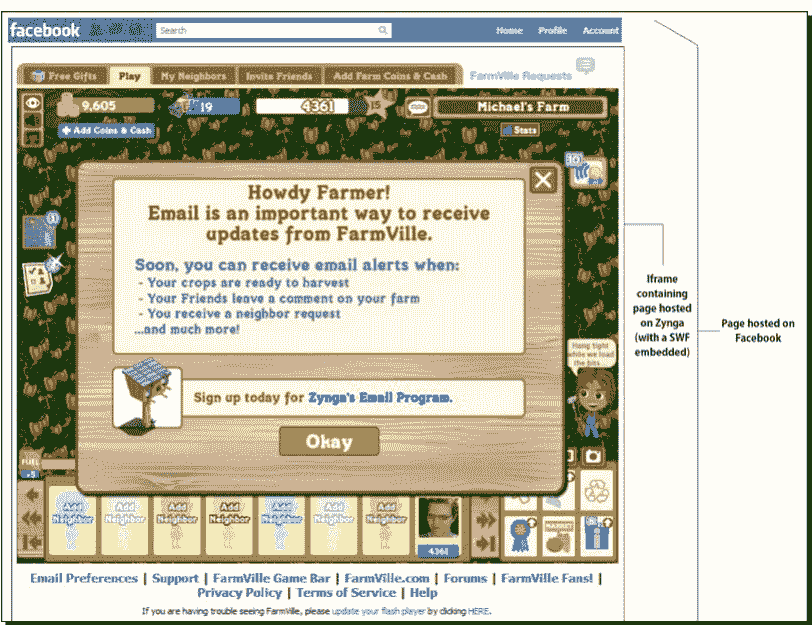 facebook
Search
Home Profile Account
Free Gifts Play My Neighbors Invite Friends Add Farm Coins & Cash FarmVille Requests
9,605 19 4361 15 Michael's Farm
Add Coins & Cash Stats
10
Howdy Farmer!
Email is an important way to receive
updates from FarmVille.
Soon, you can receive email alerts when:
- Your crops are ready to harvest
- Your Friends leave a comment on your farm
- You receive a neighbor request
...and much more!
Iframe
containing
page hosted
on Zynga
(with a SWF
embedded)
Page hosted on
Facebook
Hang tight
while we load
the bits
Sign up today for Zynga's Email Program.
Okay
FUEL
+5
Add Neighbor Add Neighbor Add Neighbor Add Neighbor Add Neighbor Add Neighbor Add Neighbor
MARKET
4361
Email Preferences | Support | FarmVille Game Bar | FarmVille.com | Forums | FarmVille Fans! |
Privacy Policy | Terms of Service | Help
If you are having trouble seeing FarmVille, please update your flash player by clicking HERE.